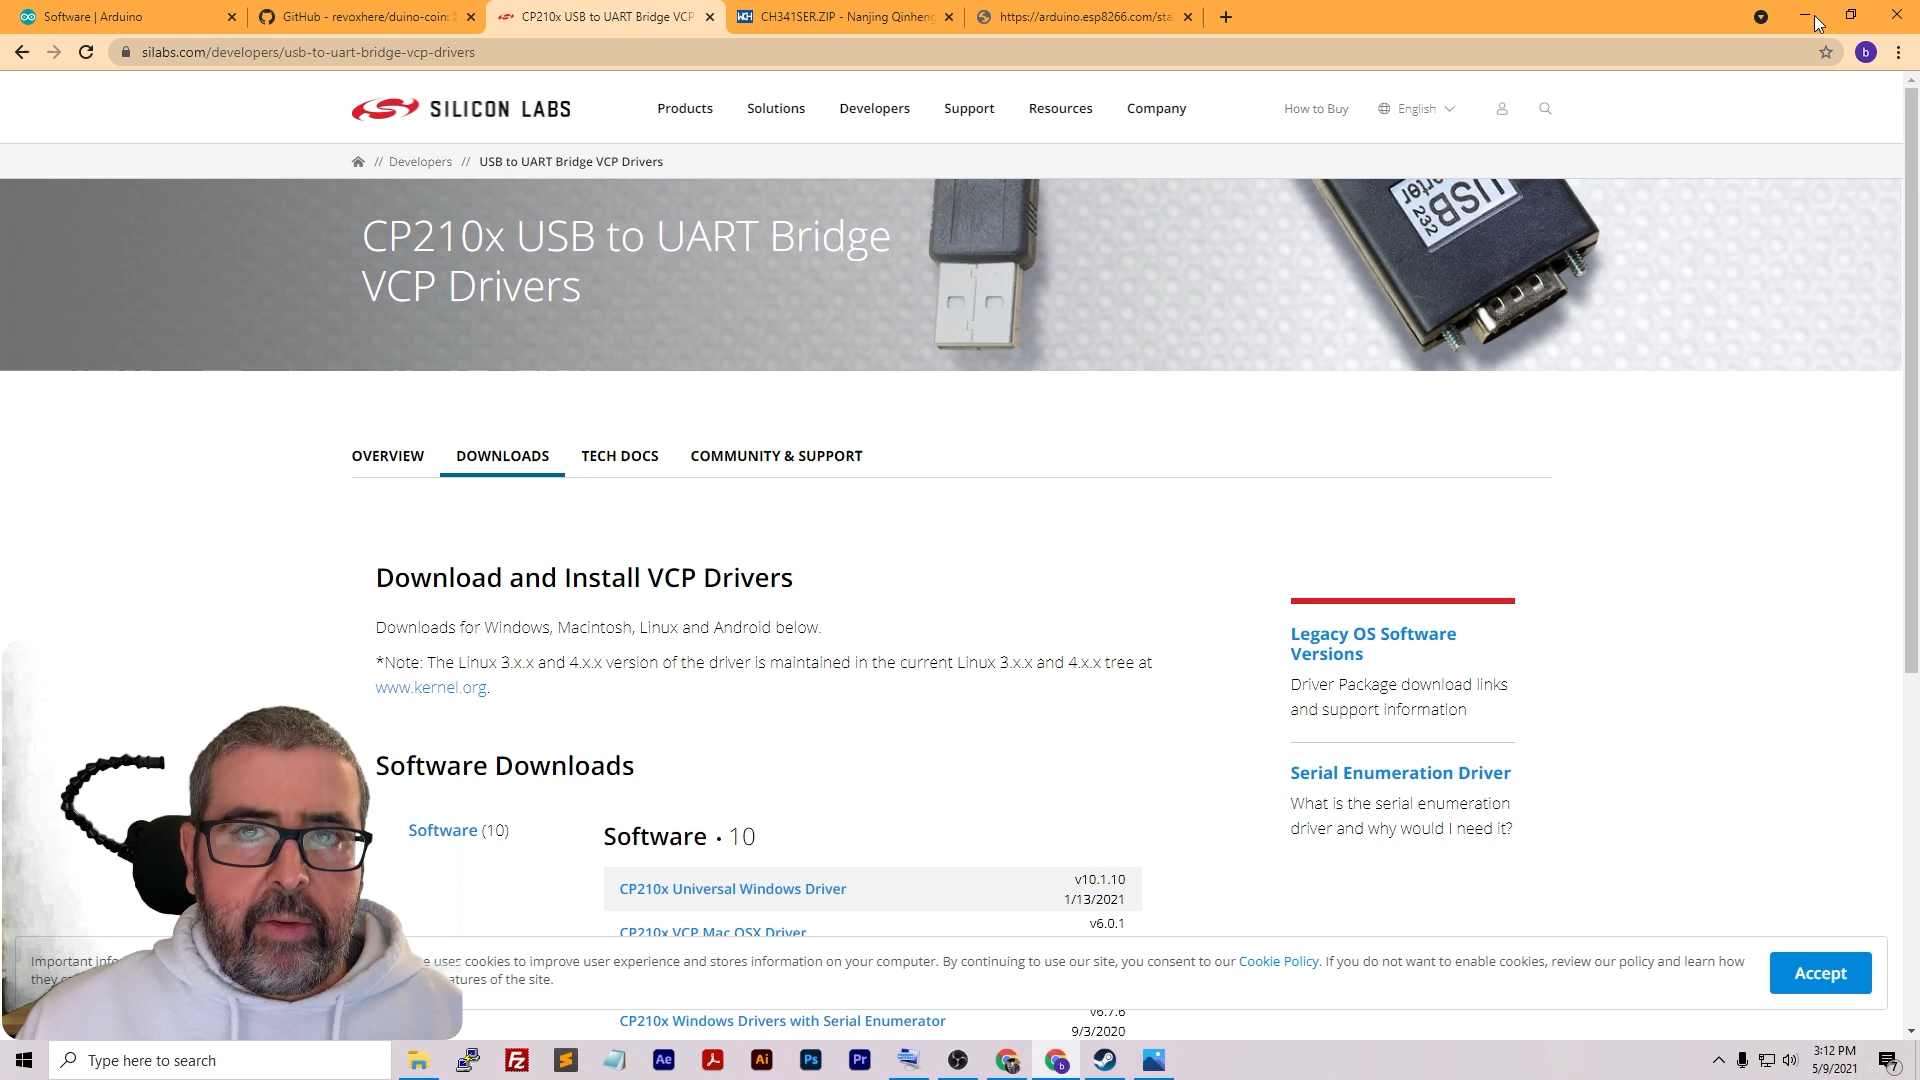 Software | Arduino
GitHub - revoxhere/duino-coin:
CP210x USB to UART Bridge VCP
CH341SER.ZIP - Nanjing Qinheng
https://arduino.esp8266.com/sta
silabs.com/developers/usb-to-uart-bridge-vcp-drivers
b
SILICON LABS
Products
Solutions
Developers
Support
Resources
Company
How to Buy
English
// Developers // USB to UART Bridge VCP Drivers
CP210x USB to UART Bridge
VCP Drivers
USB
232
OVERVIEW
DOWNLOADS
TECH DOCS
COMMUNITY & SUPPORT
Download and Install VCP Drivers
Downloads for Windows, Macintosh, Linux and Android below.
*Note: The Linux 3.x.x and 4.x.x version of the driver is maintained in the current Linux 3.x.x and 4.x.x tree at
www.kernel.org.
Legacy OS Software
Versions
Driver Package download links
and support information
Serial Enumeration Driver
What is the serial enumeration
driver and why would I need it?
Software Downloads
Software (10)
Software • 10
CP210x Universal Windows Driver
v10.1.10
1/13/2021
CP210x VCP Mac OSX Driver
v6.0.1
Important
uses cookies to improve user experience and stores information on your computer. By continuing to use our site, you consent to our Cookie Policy. If you do not want to enable cookies, review our policy and learn how
they
of the site.
Accept
CP210x Windows Drivers with Serial Enumerator
v6.7.6
9/3/2020
Type here to search
Ae
Ai
Ps
Pr
b
3:12 PM
5/9/2021
7